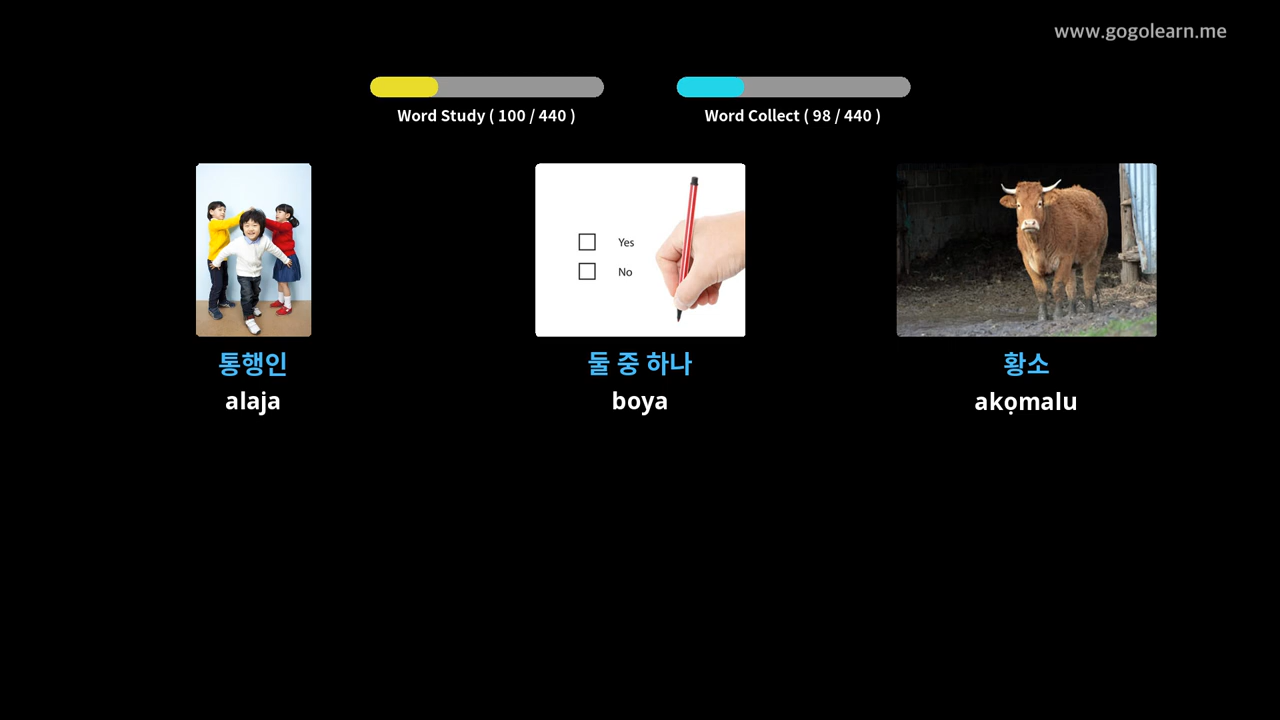 www.gogolearn.me
Word Study ( 100 / 440 )
Word Collect ( 98 / 440 )
Yes
No
통행인
alaja
둘 중 하나
boya
황소
akọmalu